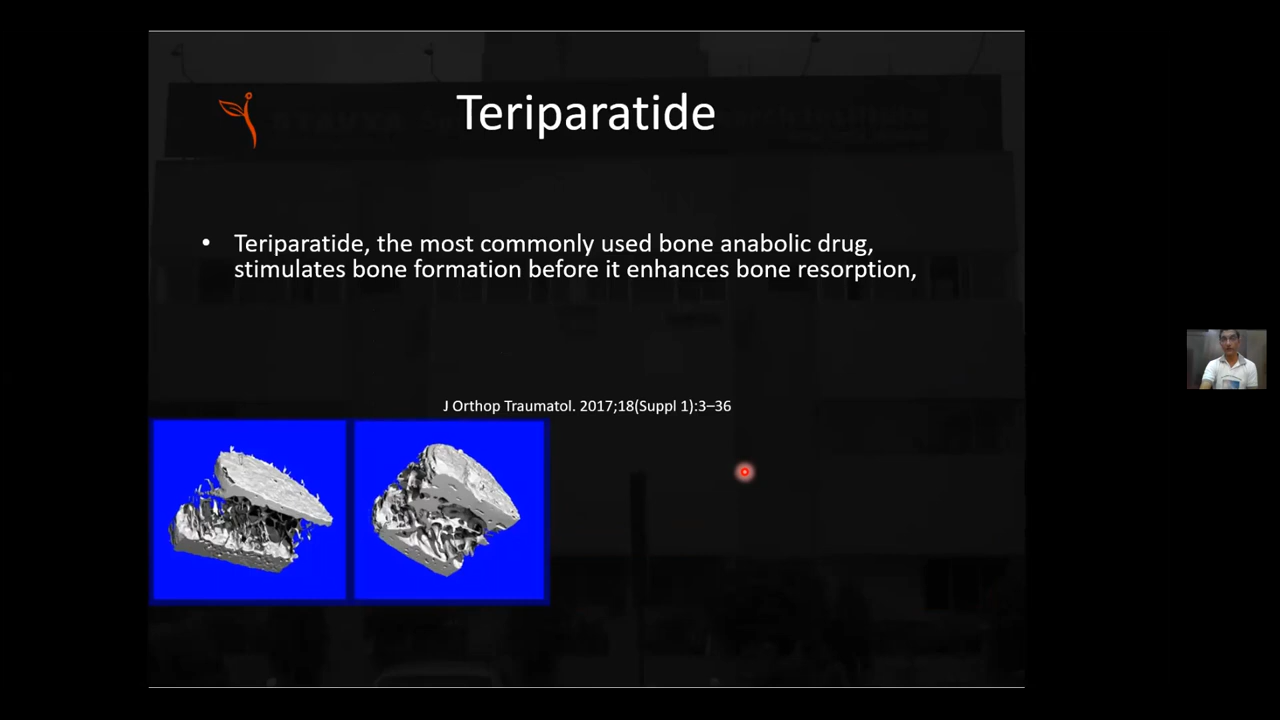 Teriparatide
• Teriparatide, the most commonly used bone anabolic drug,
stimulates bone formation before it enhances bone resorption,
J Orthop Traumatol. 2017;18(Suppl 1):3–36